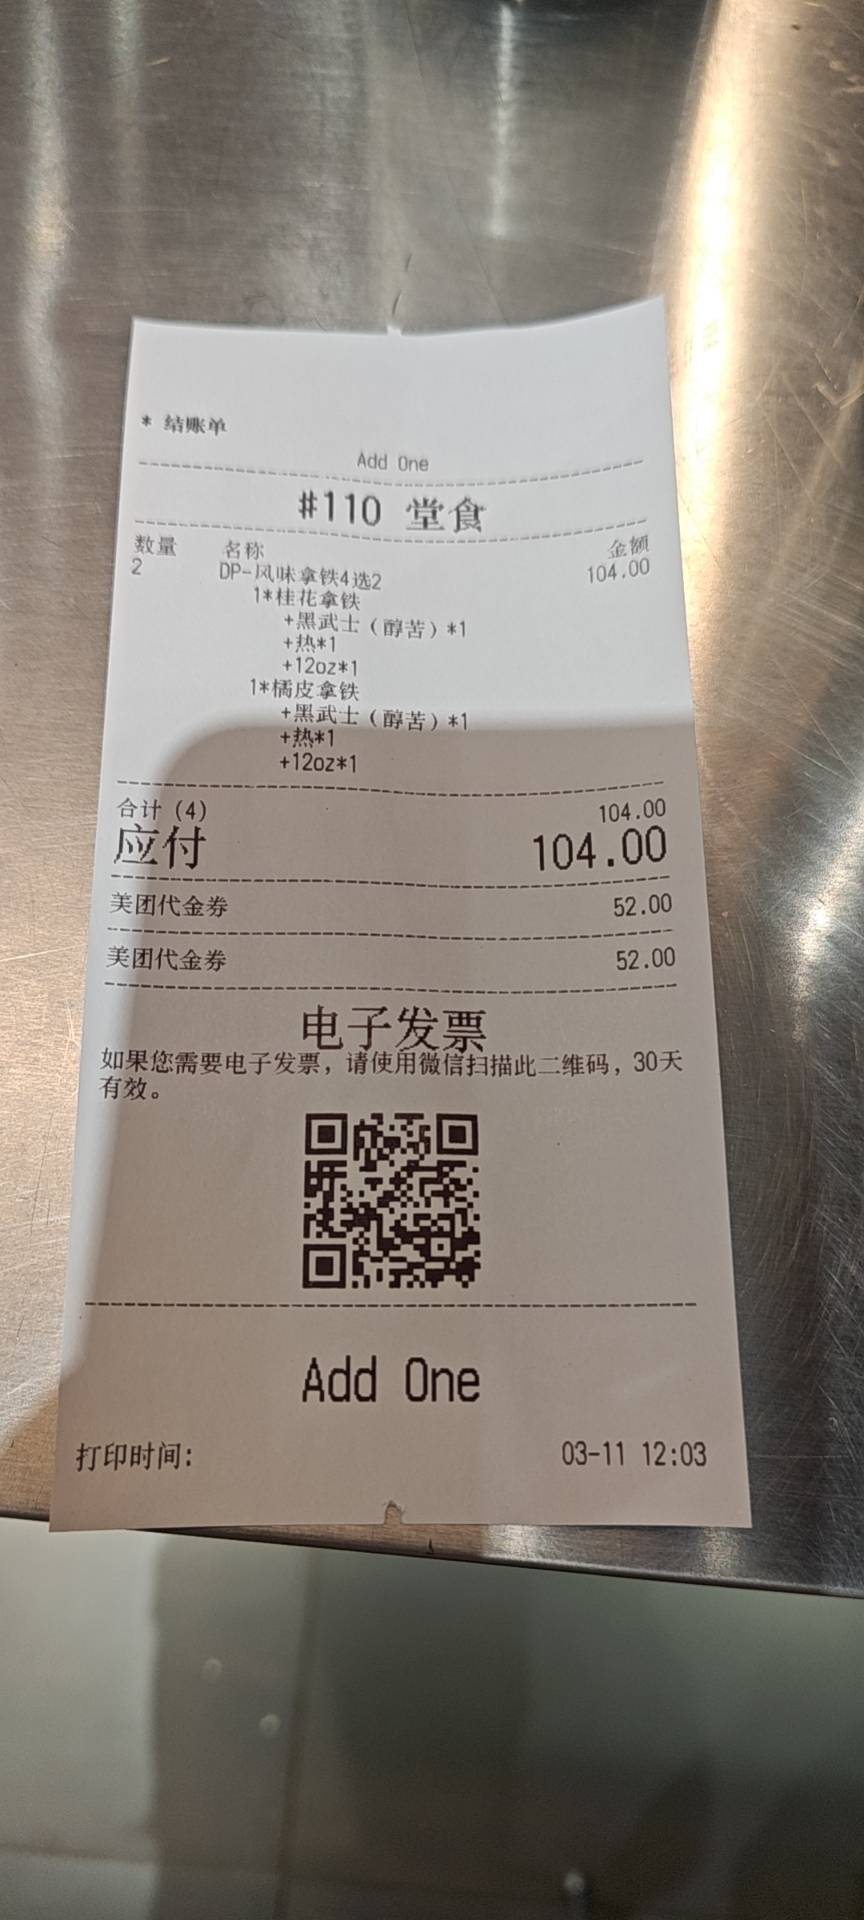 * 结账单
Add One
#110 堂食
数量 名称 金额
2 DP-风味拿铁4选2 104.00
1*桂花拿铁
+黑武士（醇苦）*1
+热*1
+12oz*1
1*橘皮拿铁
+黑武士（醇苦）*1
+热*1
+12oz*1
合计 (4) 104.00
应付 104.00
美团代金券 52.00
美团代金券 52.00
电子发票
如果您需要电子发票，请使用微信扫描此二维码，30天
有效。
Add One
打印时间: 03-11 12:03